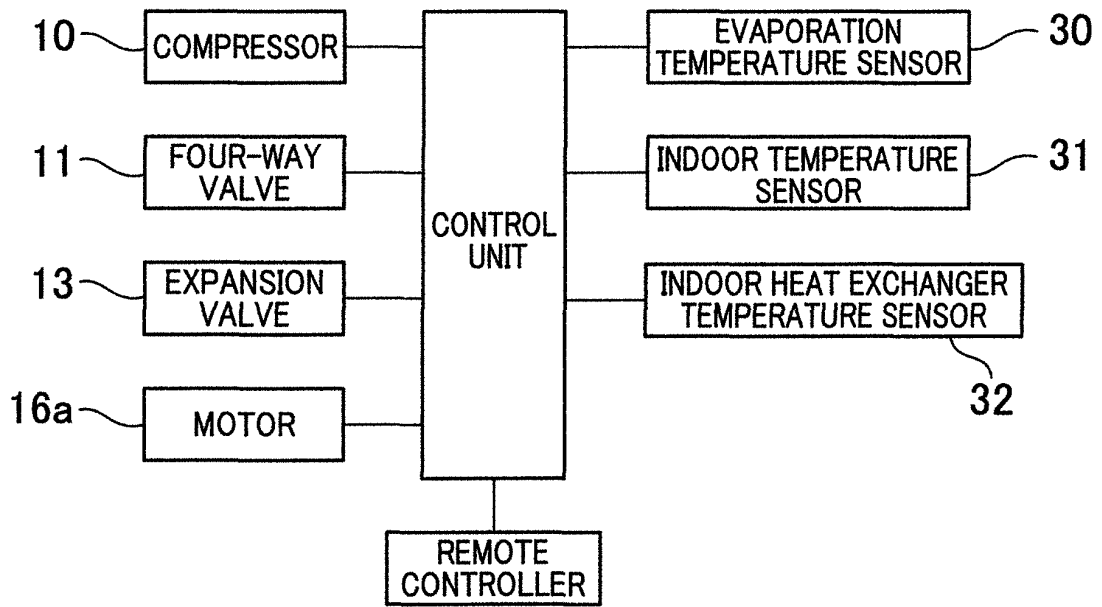 10
COMPRESSOR
11
FOUR-WAY
VALVE
13
EXPANSION
VALVE
16a
MOTOR
CONTROL
UNIT
REMOTE
CONTROLLER
EVAPORATION
TEMPERATURE SENSOR
30
INDOOR TEMPERATURE
SENSOR
31
INDOOR HEAT EXCHANGER
TEMPERATURE SENSOR
32